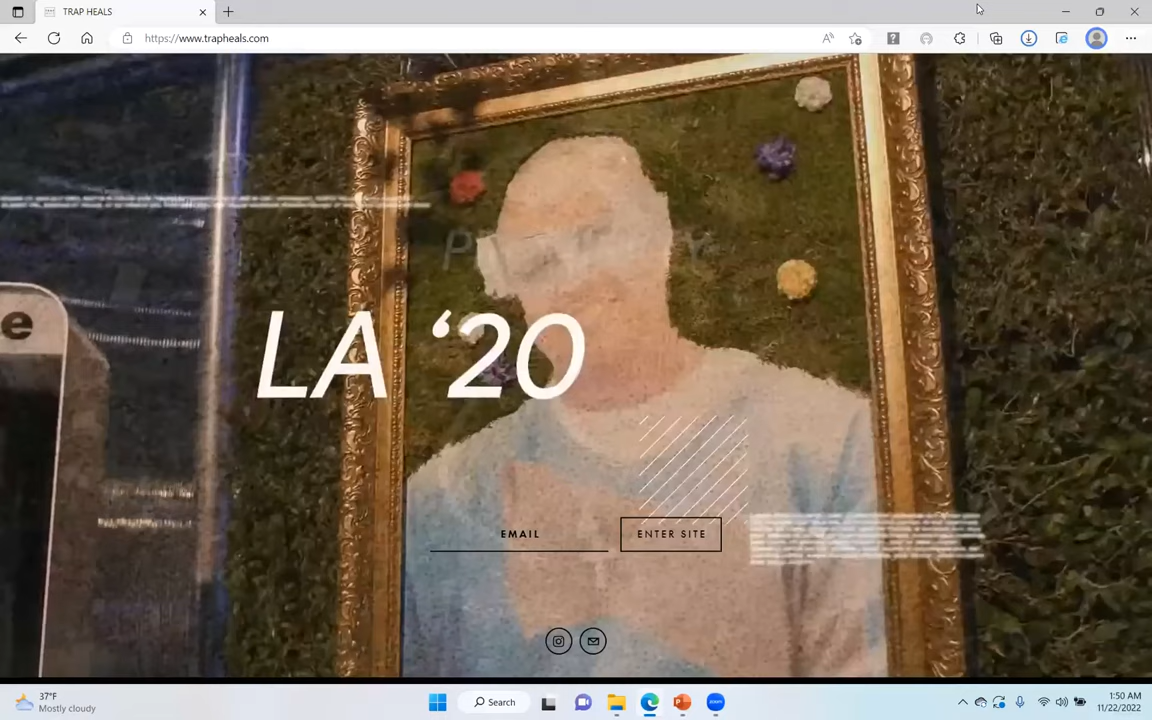 TRAP HEALS
https://www.trapheals.com
e
LA ‘20
EMAIL
ENTER SITE
37°F
Mostly cloudy
Search
1:50 AM
11/22/2022